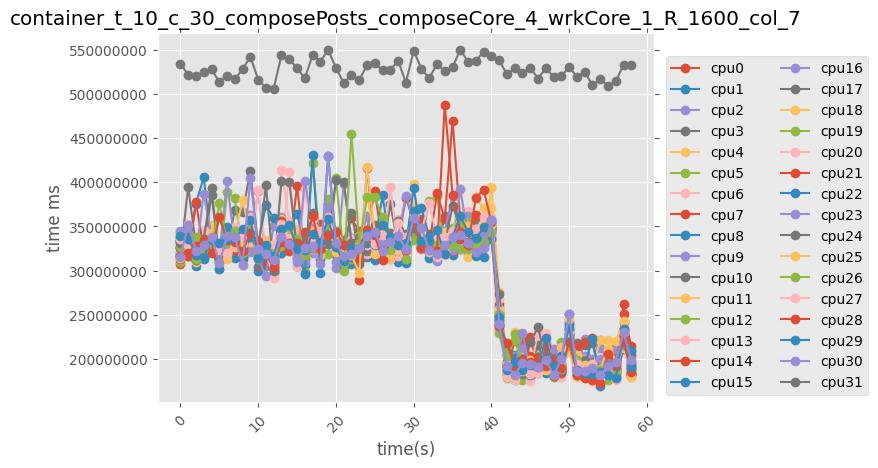 container_t_10_c_30_composePosts_composeCore_4_wrkCore_1_R_1600_col_7
550000000
500000000
450000000
400000000
350000000
300000000
250000000
200000000
time ms
0 10 20 30 40 50 60
time(s)
cpu0 cpu16
cpu1 cpu17
cpu2 cpu18
cpu3 cpu19
cpu4 cpu20
cpu5 cpu21
cpu6 cpu22
cpu7 cpu23
cpu8 cpu24
cpu9 cpu25
cpu10 cpu26
cpu11 cpu27
cpu12 cpu28
cpu13 cpu29
cpu14 cpu30
cpu15 cpu31